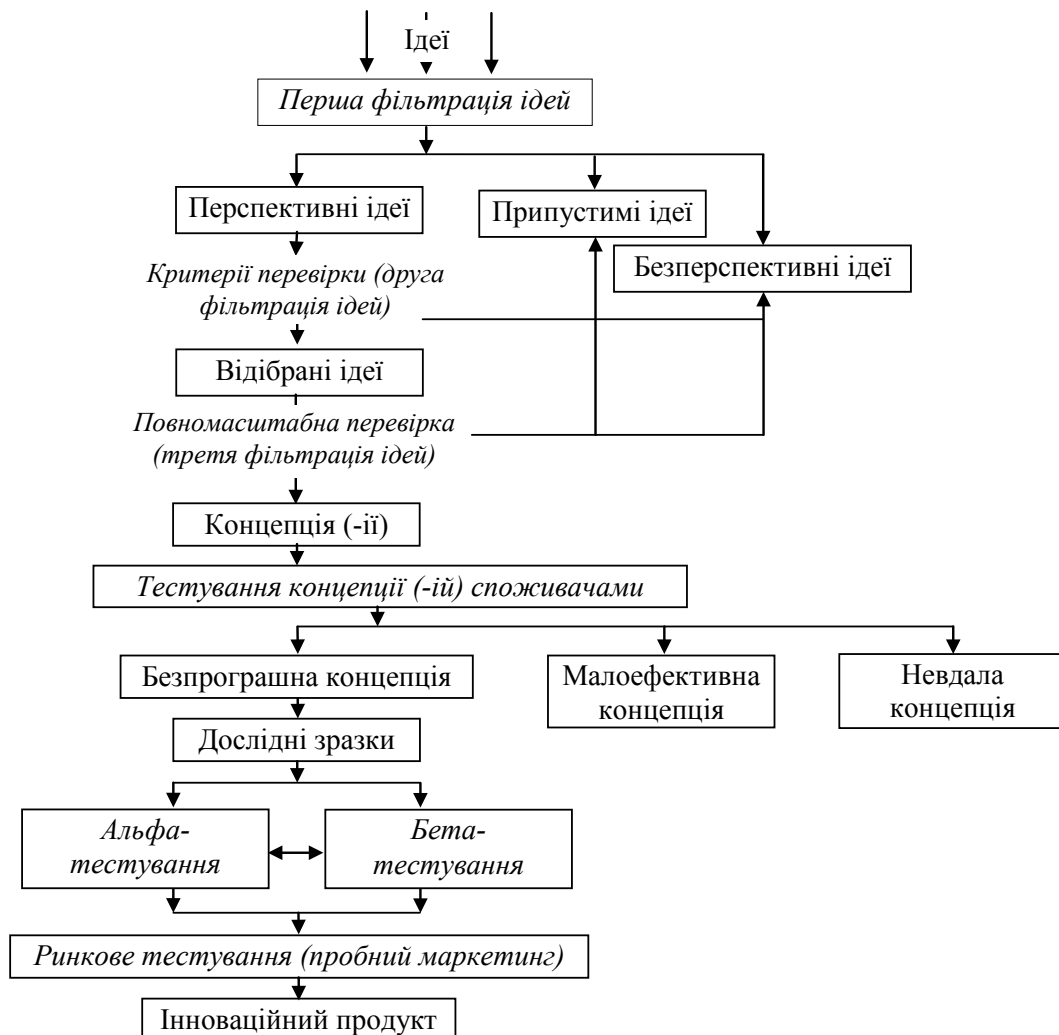 Ідеї
Перша фільтрація ідей
Перспективні ідеї
Припустимі ідеї
Безперспективні ідеї
Критерії перевірки (друга
фільтрація ідей)
Відібрані ідеї
Повномасштабна перевірка
(третя фільтрація ідей)
Концепція (-ії)
Тестування концепції (-ій) споживачами
Безпрограшна концепція
Малоефективна
концепція
Невдала
концепція
Дослідні зразки
Альфа-
тестування
Бета-
тестування
Ринкове тестування (пробний маркетинг)
Інноваційний продукт